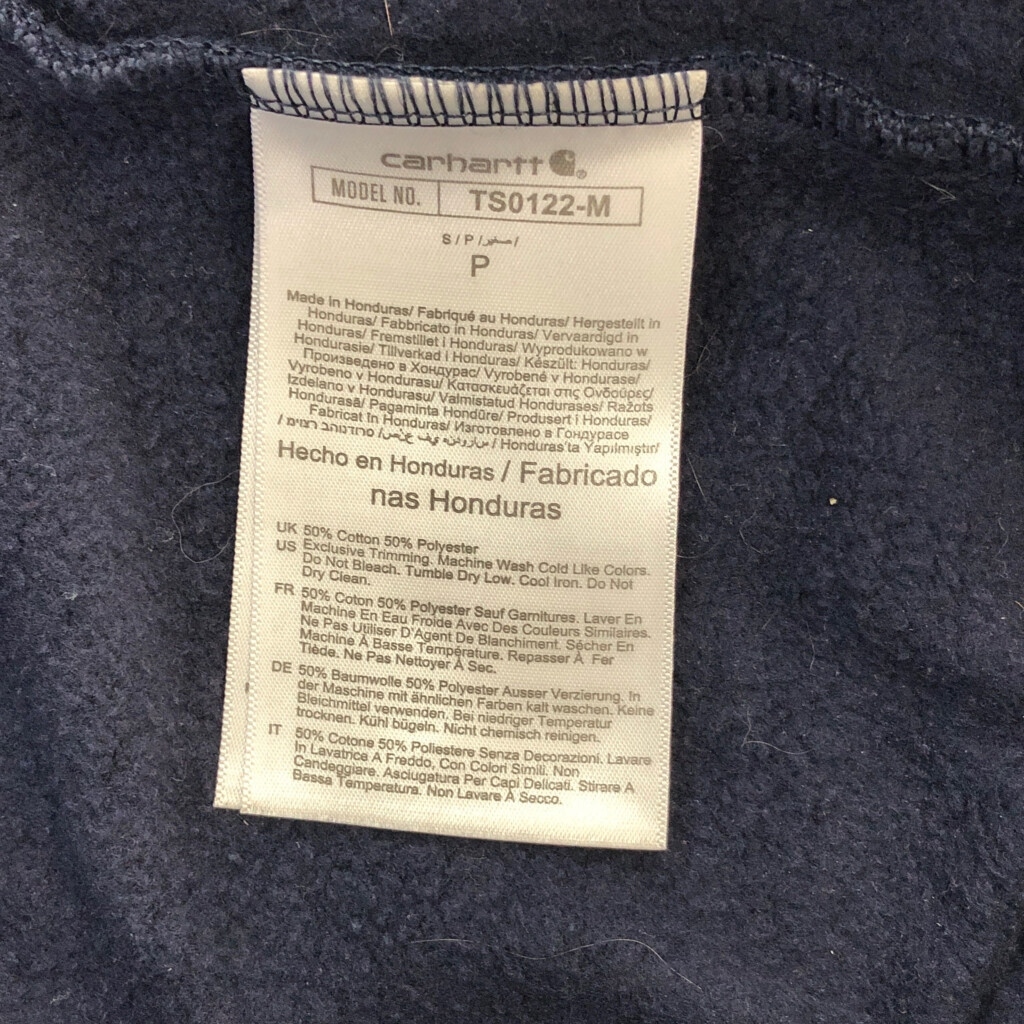 carhartt
MODEL NO. TS0122-M
S / P / صغير /
P
Made in Honduras/ Fabriqué au Honduras/ Hergestellt in
Honduras/ Fabbricato in Honduras/ Vervaardigd in
Honduras/ Fremstillet i Honduras/ Wyprodukowano w
Hondurasie/ Tillverkad i Honduras/ Készült: Honduras/
Произведено в Хондурас/ Vyrobené v Hondurase/
Vyrobeno v Hondurasu/ Κατασκευάζεται στις Ονδούρες/
Izdelano v Hondurasu/ Valmistatud Hondurases/ Ražots
Hondurasā/ Pagaminta Hondūre/ Produsert i Honduras/
Fabricat în Honduras/ Изготовлено в Гондурасе
/ Honduras'ta Yapılmıştır/
Hecho en Honduras / Fabricado
nas Honduras
UK 50% Cotton 50% Polyester
US Exclusive Trimming. Machine Wash Cold Like Colors.
Do Not Bleach. Tumble Dry Low. Cool Iron. Do Not
Dry Clean.
FR 50% Coton 50% Polyester Sauf Garnitures. Laver En
Machine En Eau Froide Avec Des Couleurs Similaires.
Ne Pas Utiliser D'Agent De Blanchiment. Sécher En
Machine À Basse Température. Repasser À Fer
Tiède. Ne Pas Nettoyer À Sec.
DE 50% Baumwolle 50% Polyester Ausser Verzierung. In
der Maschine mit ähnlichen Farben kalt waschen. Keine
Bleichmittel verwenden. Bei niedriger Temperatur
trocknen. Kühl bügeln. Nicht chemisch reinigen.
IT 50% Cotone 50% Poliestere Senza Decorazioni. Lavare
In Lavatrice A Freddo, Con Colori Simili. Non
Candeggiare. Asciugatura Per Capi Delicati. Stirare A
Bassa Temperatura. Non Lavare A Secco.